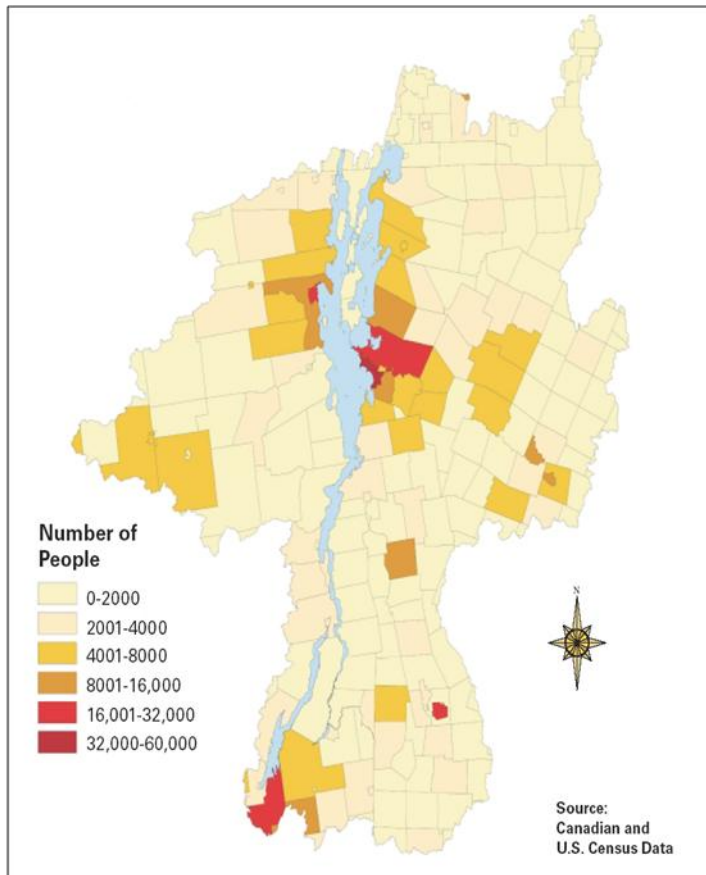 Number of
People
0-2000
2001-4000
4001-8000
8001-16,000
16,001-32,000
32,000-60,000
N
Source:
Canadian and
U.S. Census Data